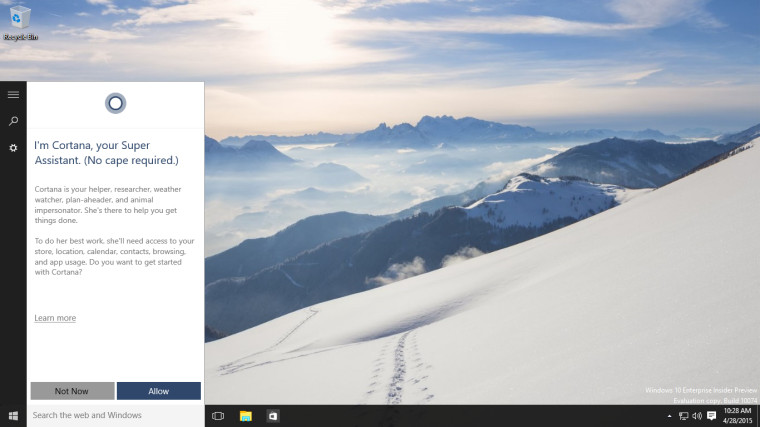 Recycle Bin
I'm Cortana, your Super
Assistant. (No cape required.)
Cortana is your helper, researcher, weather
watcher, plan-aheader, and animal
impersonator. She's there to help you get
things done.
To do her best work, she'll need access to your
store, location, calendar, contacts, browsing,
and app usage. Do you want to get started
with Cortana?
Learn more
Not Now
Allow
Windows 10 Enterprise Insider Preview
Evaluation copy. Build 10074
Search the web and Windows
10:28 AM
4/28/2015